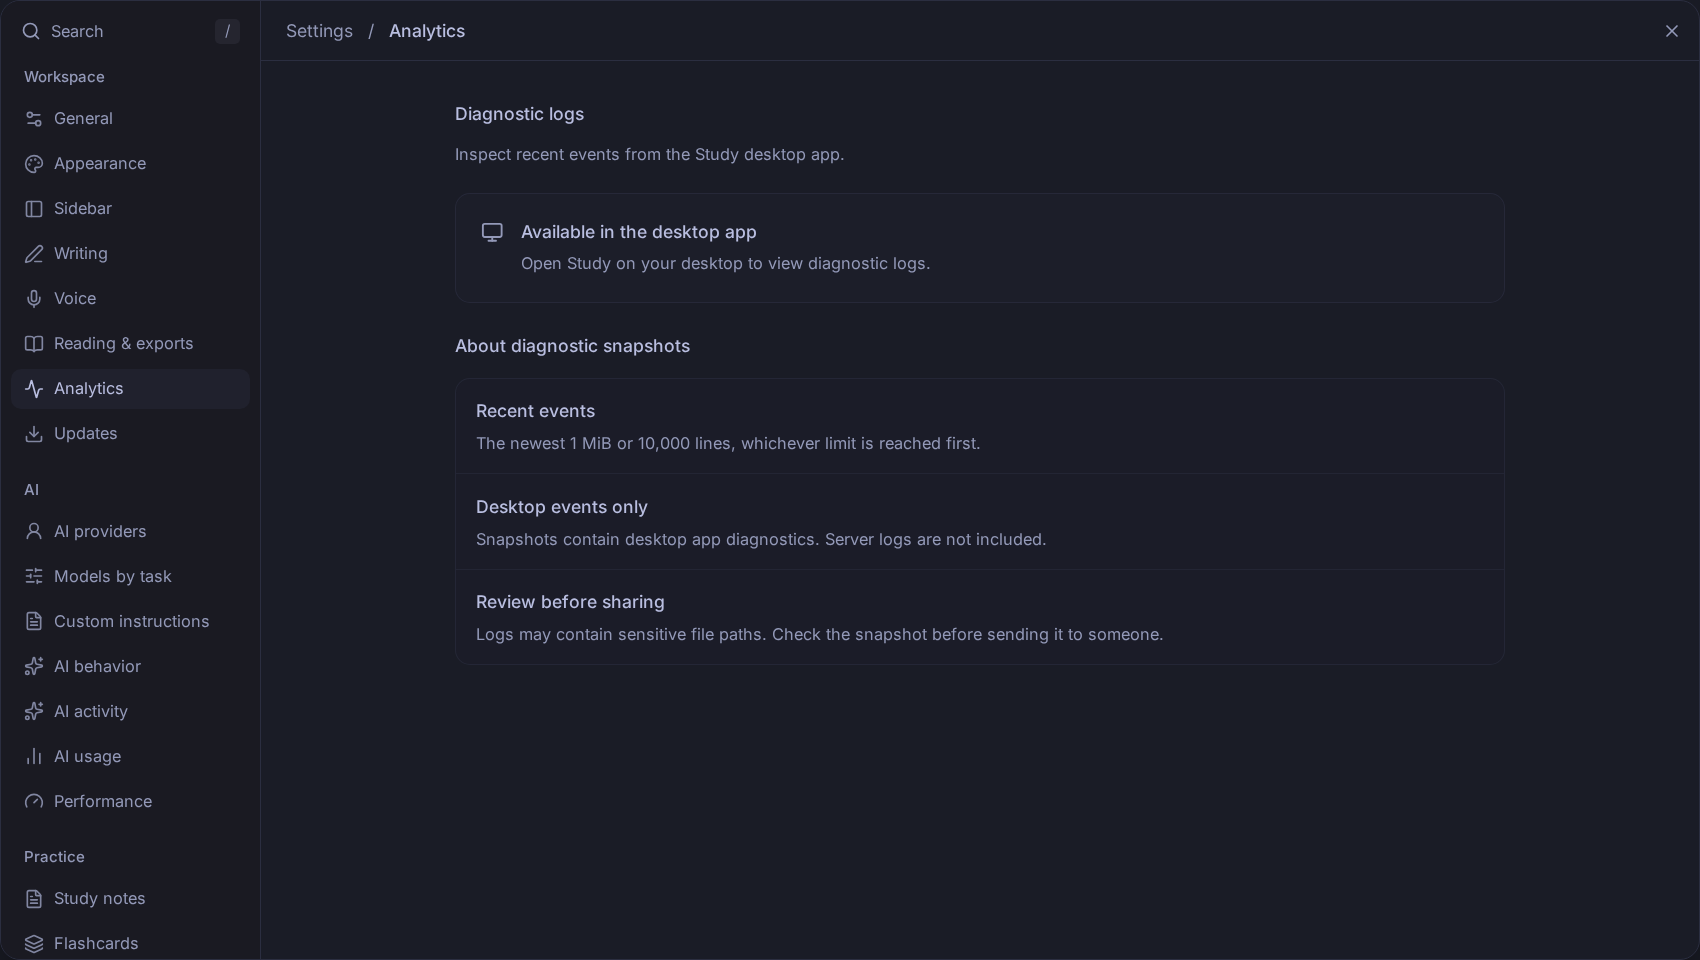 Search /
Workspace
General
Appearance
Sidebar
Writing
Voice
Reading & exports
Analytics
Updates
AI
AI providers
Models by task
Custom instructions
AI behavior
AI activity
AI usage
Performance
Practice
Study notes
Flashcards
Settings / Analytics
Diagnostic logs
Inspect recent events from the Study desktop app.
Available in the desktop app
Open Study on your desktop to view diagnostic logs.
About diagnostic snapshots
Recent events
The newest 1 MiB or 10,000 lines, whichever limit is reached first.
Desktop events only
Snapshots contain desktop app diagnostics. Server logs are not included.
Review before sharing
Logs may contain sensitive file paths. Check the snapshot before sending it to someone.